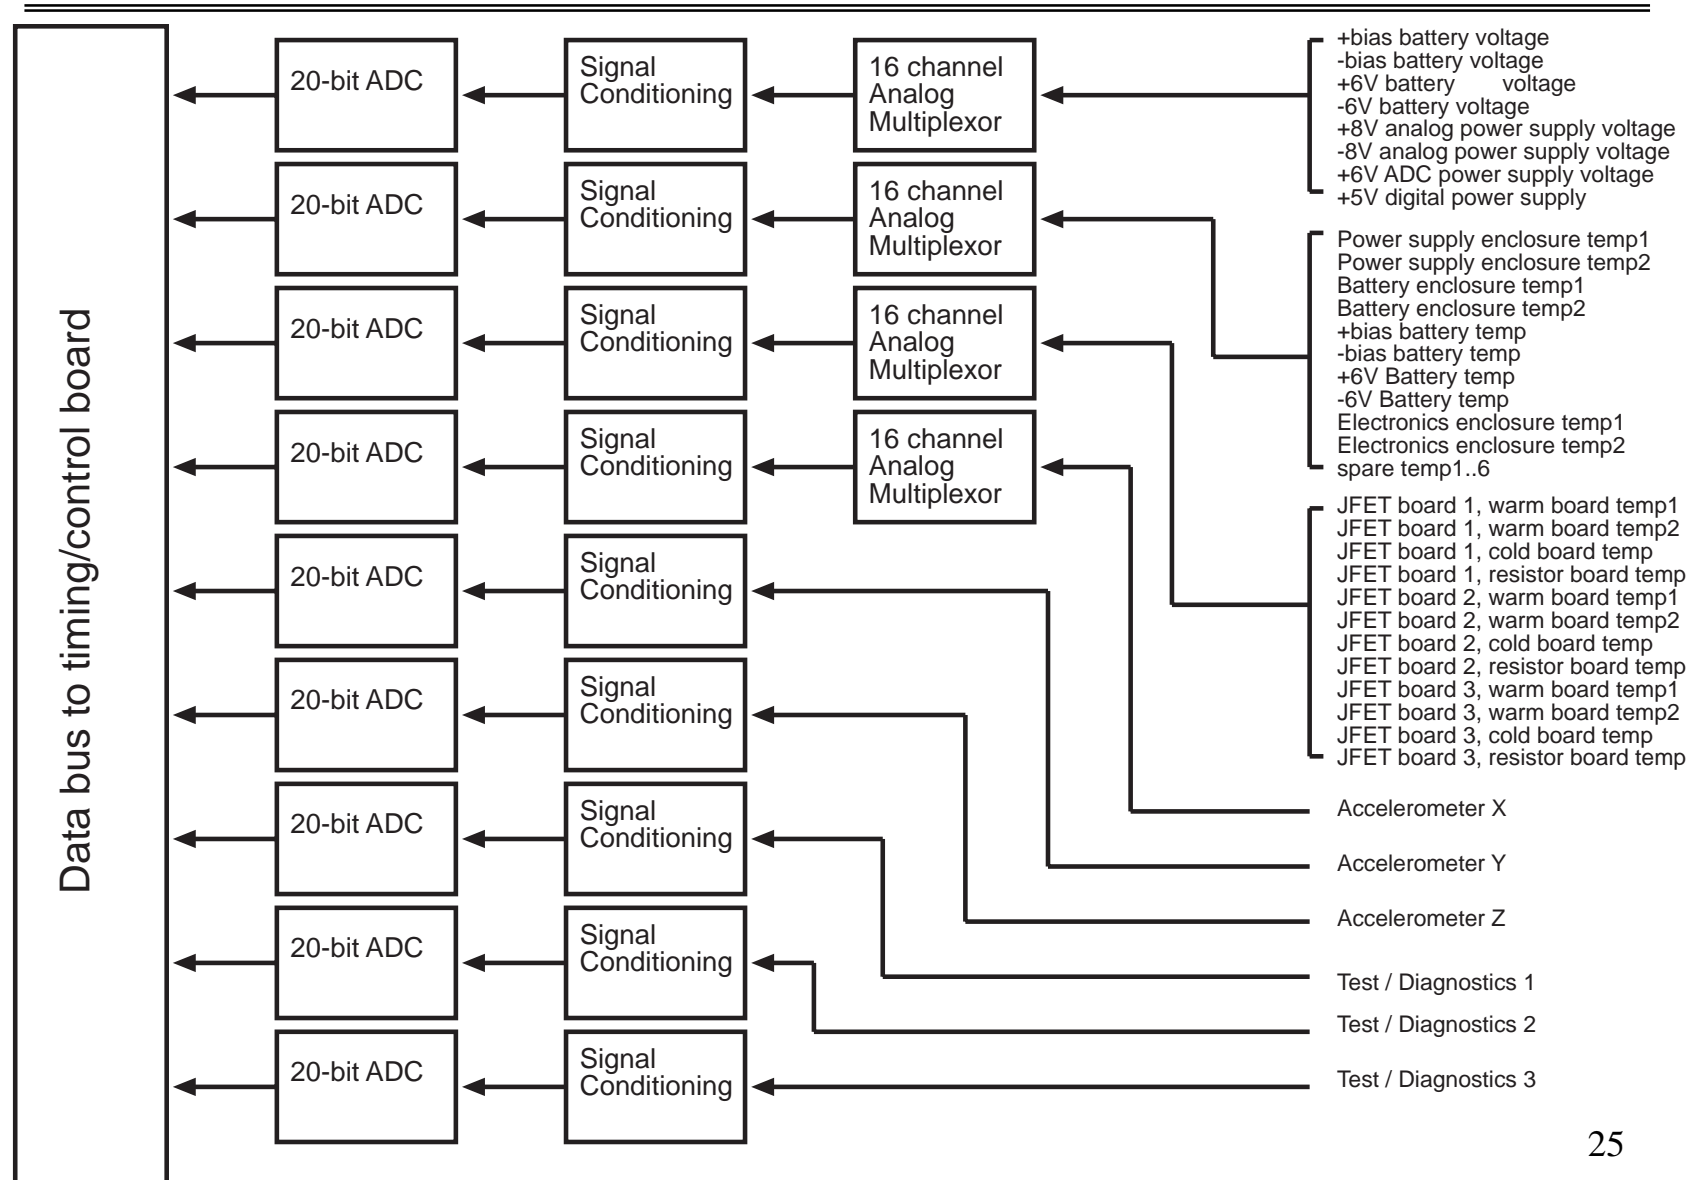 Data bus to timing/control board
20-bit ADC
Signal
Conditioning
16 channel
Analog
Multiplexor
20-bit ADC
Signal
Conditioning
16 channel
Analog
Multiplexor
20-bit ADC
Signal
Conditioning
16 channel
Analog
Multiplexor
20-bit ADC
Signal
Conditioning
16 channel
Analog
Multiplexor
20-bit ADC
Signal
Conditioning
20-bit ADC
Signal
Conditioning
20-bit ADC
Signal
Conditioning
20-bit ADC
Signal
Conditioning
20-bit ADC
Signal
Conditioning
+bias battery voltage
-bias battery voltage
+6V battery voltage
-6V battery voltage
+8V analog power supply voltage
-8V analog power supply voltage
+6V ADC power supply voltage
+5V digital power supply
Power supply enclosure temp1
Power supply enclosure temp2
Battery enclosure temp1
Battery enclosure temp2
+bias battery temp
-bias battery temp
+6V Battery temp
-6V Battery temp
Electronics enclosure temp1
Electronics enclosure temp2
spare temp1..6
JFET board 1, warm board temp1
JFET board 1, warm board temp2
JFET board 1, cold board temp
JFET board 1, resistor board temp
JFET board 2, warm board temp1
JFET board 2, warm board temp2
JFET board 2, cold board temp
JFET board 2, resistor board temp
JFET board 3, warm board temp1
JFET board 3, warm board temp2
JFET board 3, cold board temp
JFET board 3, resistor board temp
Accelerometer X
Accelerometer Y
Accelerometer Z
Test / Diagnostics 1
Test / Diagnostics 2
Test / Diagnostics 3
25